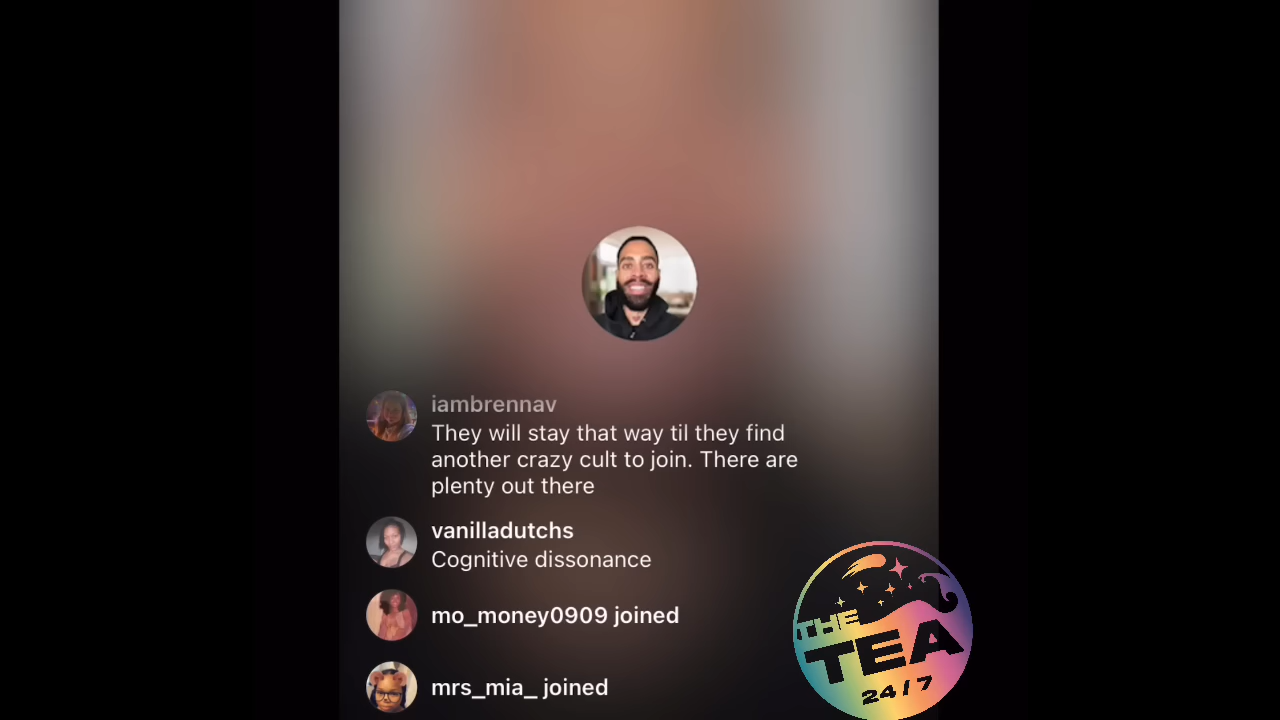 iambrennav
They will stay that way til they find
another crazy cult to join. There are
plenty out there
vanilladutchs
Cognitive dissonance
mo_money0909 joined
mrs_mia_ joined
THE
TEA
24/7